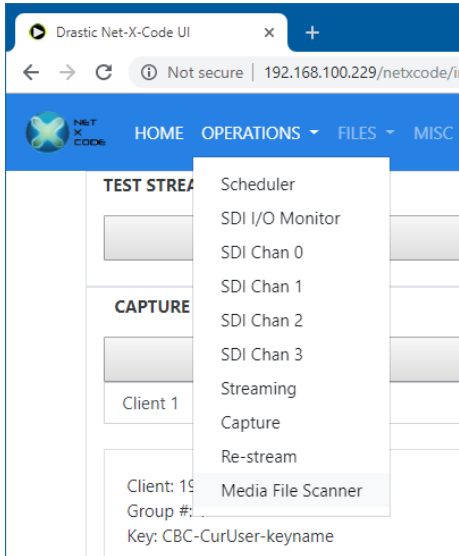 Drastic Net-X-Code UI
Not secure | 192.168.100.229/netxcode/i
NET
X
CODE
HOME OPERATIONS FILES MISC
TEST STREA
Scheduler
SDI I/O Monitor
SDI Chan 0
SDI Chan 1
CAPTURE
SDI Chan 2
SDI Chan 3
Client 1
Streaming
Capture
Re-stream
Client: 19
Media File Scanner
Group #:
Key: CBC-CurUser-keyname